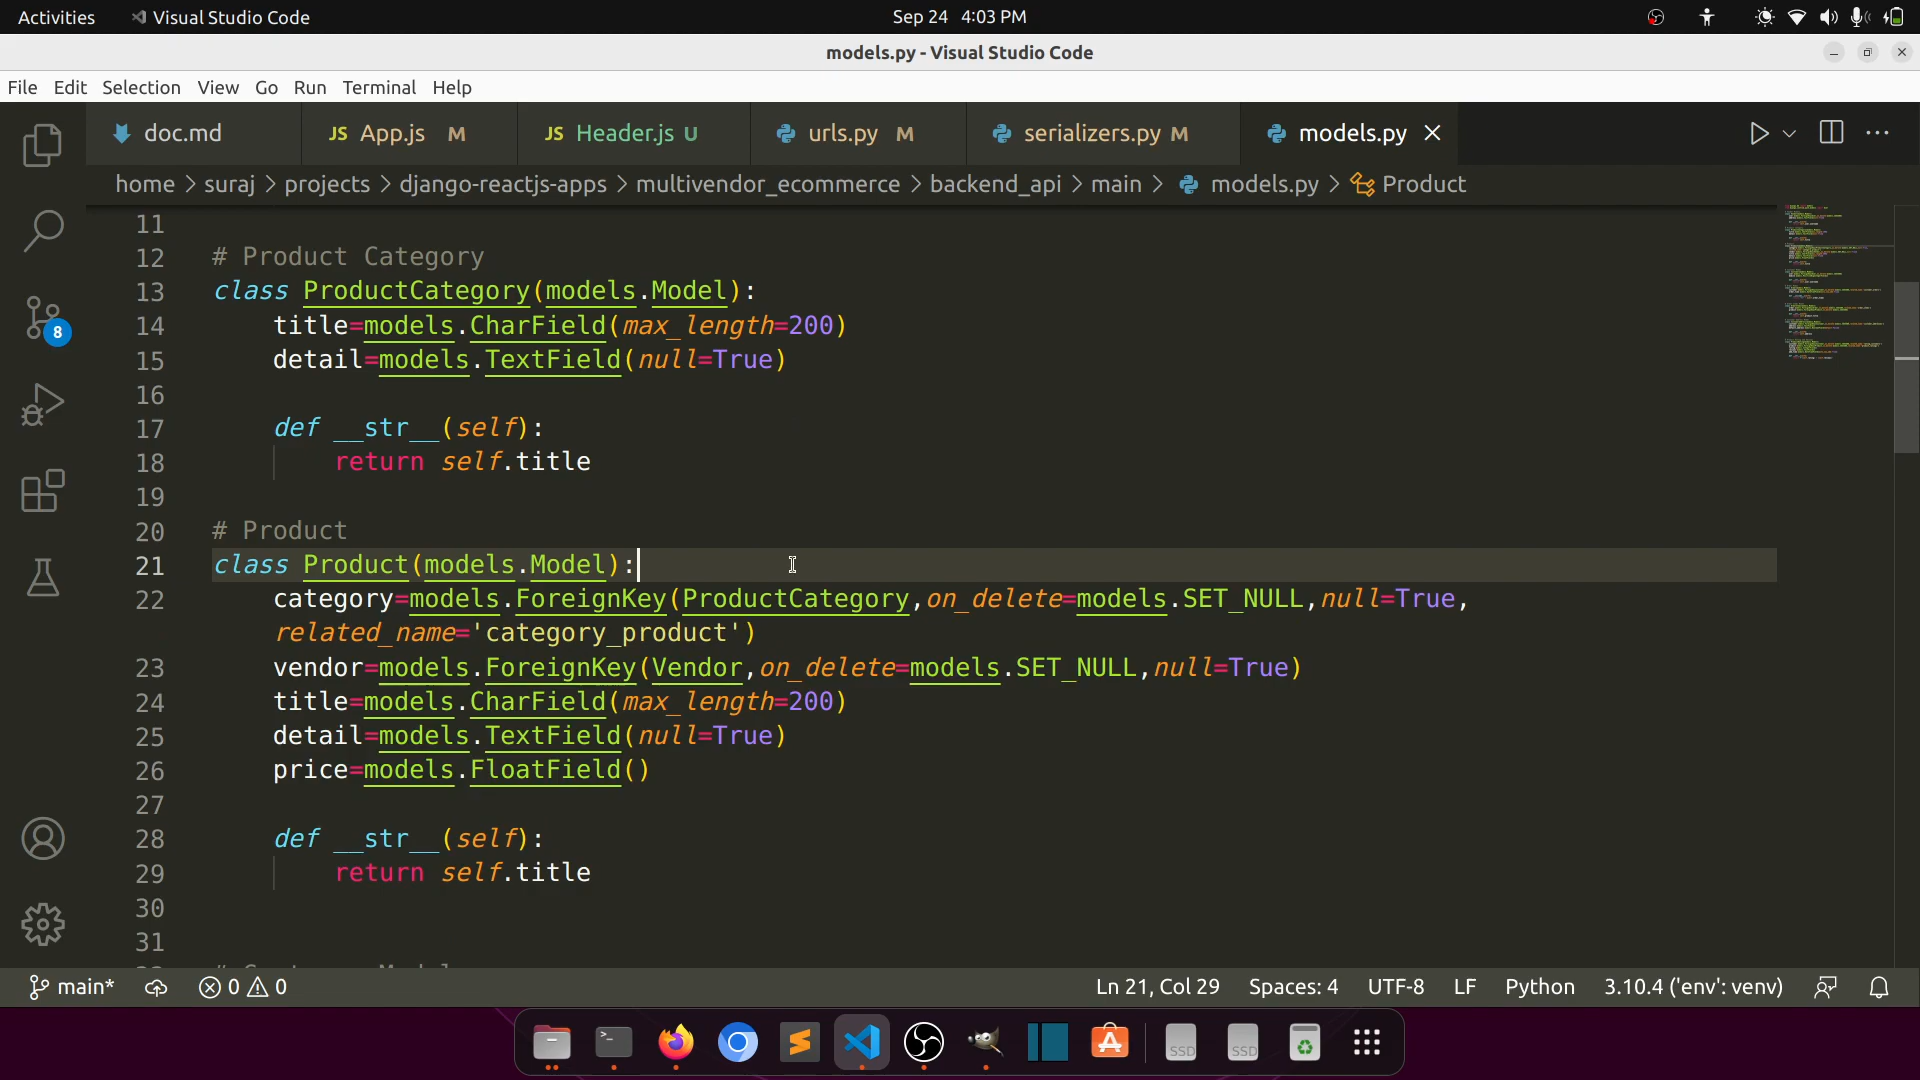 Activities Visual Studio Code Sep 24 4:03 PM
models.py - Visual Studio Code
File Edit Selection View Go Run Terminal Help
doc.md JS App.js M JS Header.js U urls.py M serializers.py M models.py
home > suraj > projects > django-reactjs-apps > multivendor_ecommerce > backend_api > main > models.py > Product
11
12 # Product Category
13 class ProductCategory(models.Model):
14 title=models.CharField(max_length=200)
15 detail=models.TextField(null=True)
16
17 def __str__(self):
18 return self.title
19
20 # Product
21 class Product(models.Model):
22 category=models.ForeignKey(ProductCategory,on_delete=models.SET_NULL,null=True,
related_name='category_product')
23 vendor=models.ForeignKey(Vendor,on_delete=models.SET_NULL,null=True)
24 title=models.CharField(max_length=200)
25 detail=models.TextField(null=True)
26 price=models.FloatField()
27
28 def __str__(self):
29 return self.title
30
31
8
main* 0 0 Ln 21, Col 29 Spaces: 4 UTF-8 LF Python 3.10.4 ('env': venv)
SSD SSD